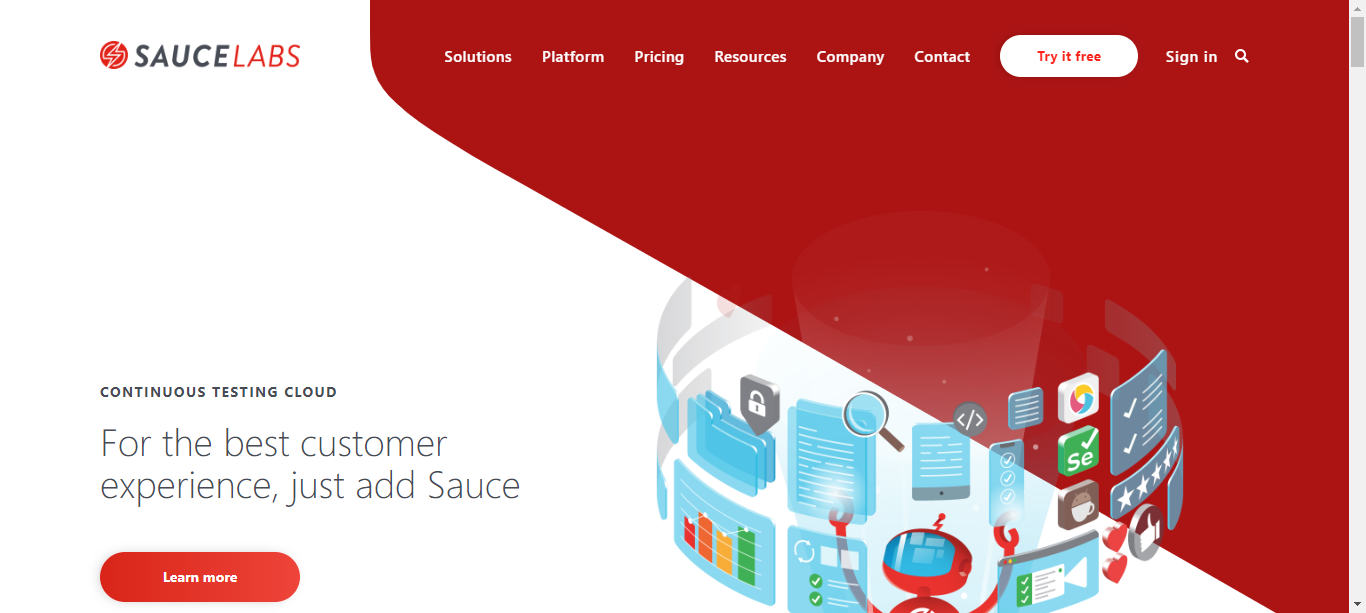 SAUCELABS
Solutions Platform Pricing Resources Company Contact Try it free Sign in
CONTINUOUS TESTING CLOUD
For the best customer
experience, just add Sauce
</>
Se
Learn more